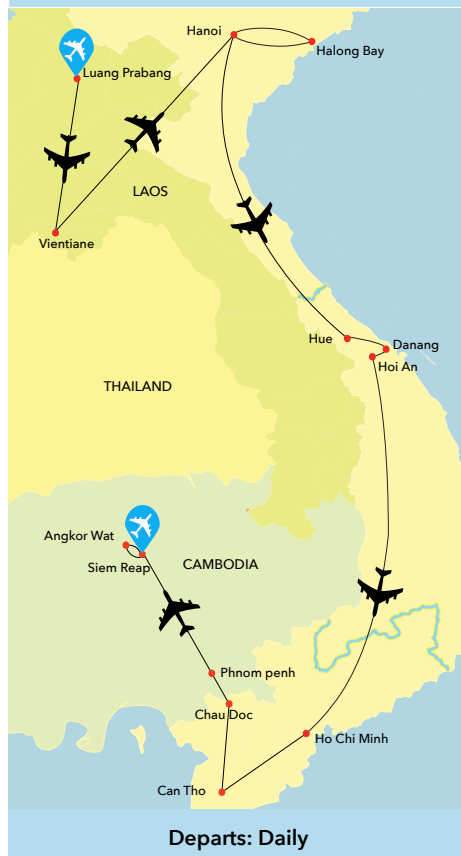 Hanoi
Halong Bay
Luang Prabang
LAOS
Vientiane
Hue
Danang
Hoi An
THAILAND
Angkor Wat
Siem Reap
CAMBODIA
Phnom penh
Chau Doc
Ho Chi Minh
Can Tho
Departs: Daily